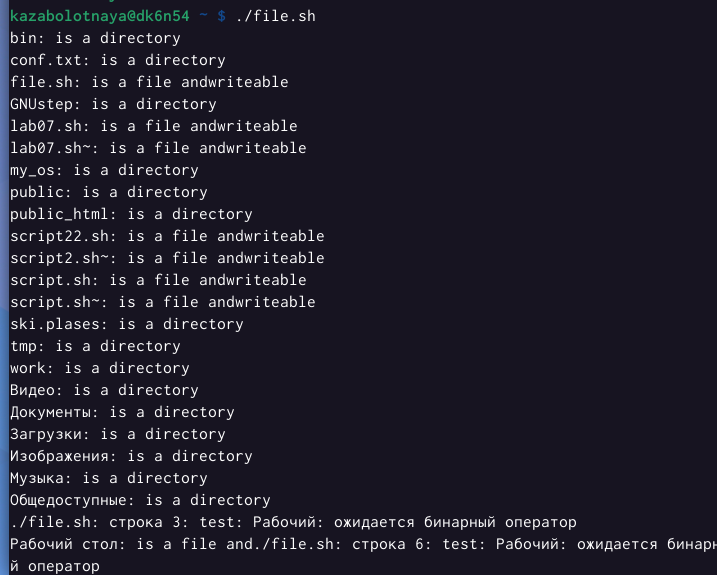 kazabolotnaya@dk6n54 ~ $ ./file.sh
bin: is a directory
conf.txt: is a directory
file.sh: is a file andwriteable
GNUstep: is a directory
lab07.sh: is a file andwriteable
lab07.sh~: is a file andwriteable
my_os: is a directory
public: is a directory
public_html: is a directory
script22.sh: is a file andwriteable
script2.sh~: is a file andwriteable
script.sh: is a file andwriteable
script.sh~: is a file andwriteable
ski.plases: is a directory
tmp: is a directory
work: is a directory
Видео: is a directory
Документы: is a directory
Загрузки: is a directory
Изображения: is a directory
Музыка: is a directory
Общедоступные: is a directory
./file.sh: строка 3: test: Рабочий: ожидается бинарный оператор
Рабочий стол: is a file and./file.sh: строка 6: test: Рабочий: ожидается бинарн
й оператор